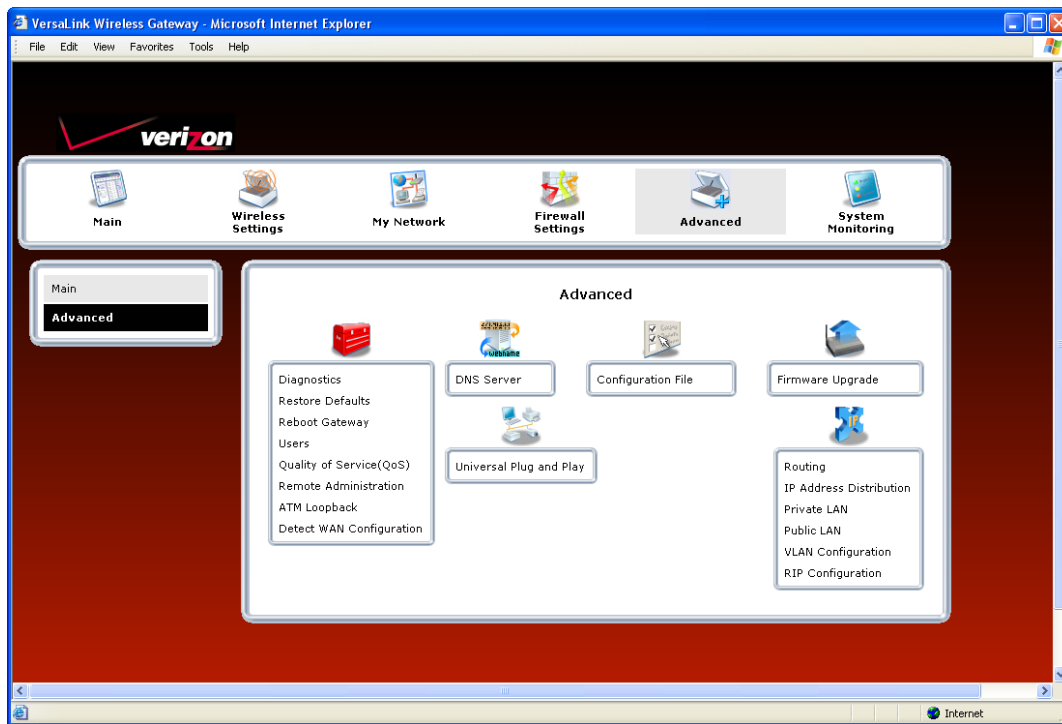 VersaLink Wireless Gateway - Microsoft Internet Explorer
File Edit View Favorites Tools Help
verizon
Main
Wireless Settings
My Network
Firewall Settings
Advanced
System Monitoring
Main
Advanced
Advanced
Diagnostics
Restore Defaults
Reboot Gateway
Users
Quality of Service(QoS)
Remote Administration
ATM Loopback
Detect WAN Configuration
webname
DNS Server
Universal Plug and Play
Configuration File
Firmware Upgrade
IP
Routing
IP Address Distribution
Private LAN
Public LAN
VLAN Configuration
RIP Configuration
Internet